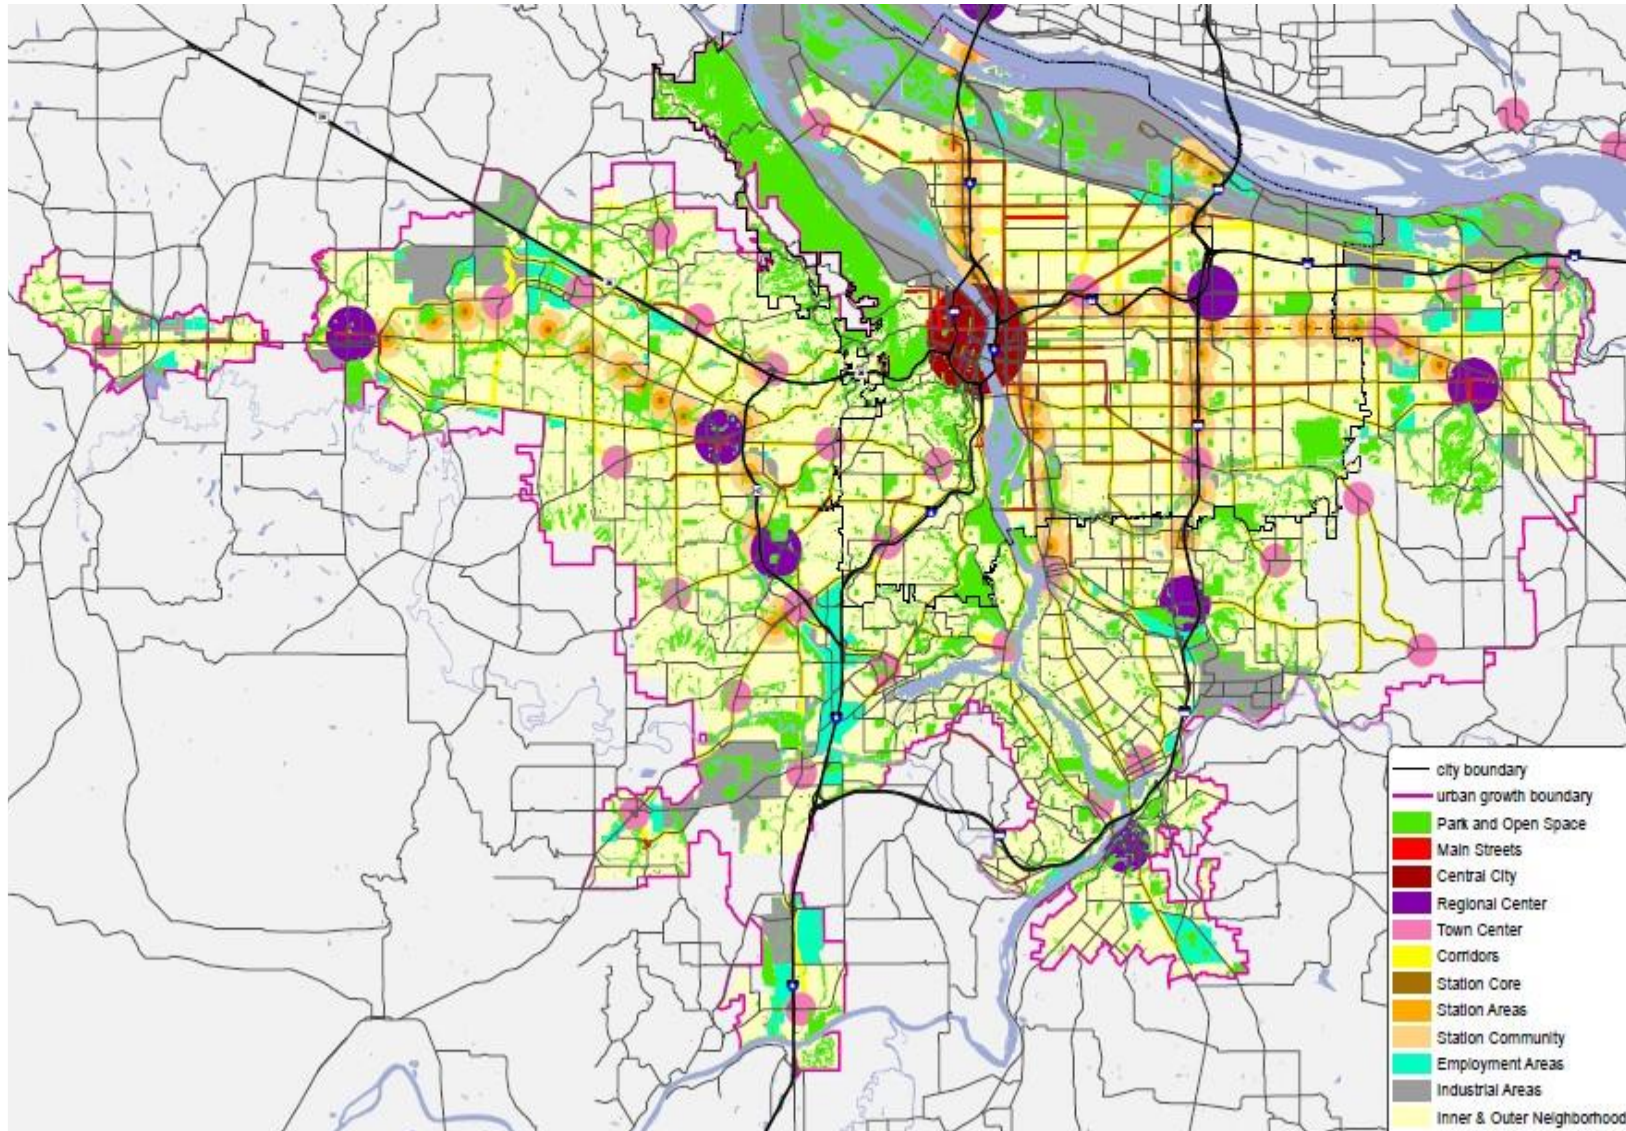 city boundary
urban growth boundary
Park and Open Space
Main Streets
Central City
Regional Center
Town Center
Corridors
Station Core
Station Areas
Station Community
Employment Areas
Industrial Areas
Inner & Outer Neighborhood